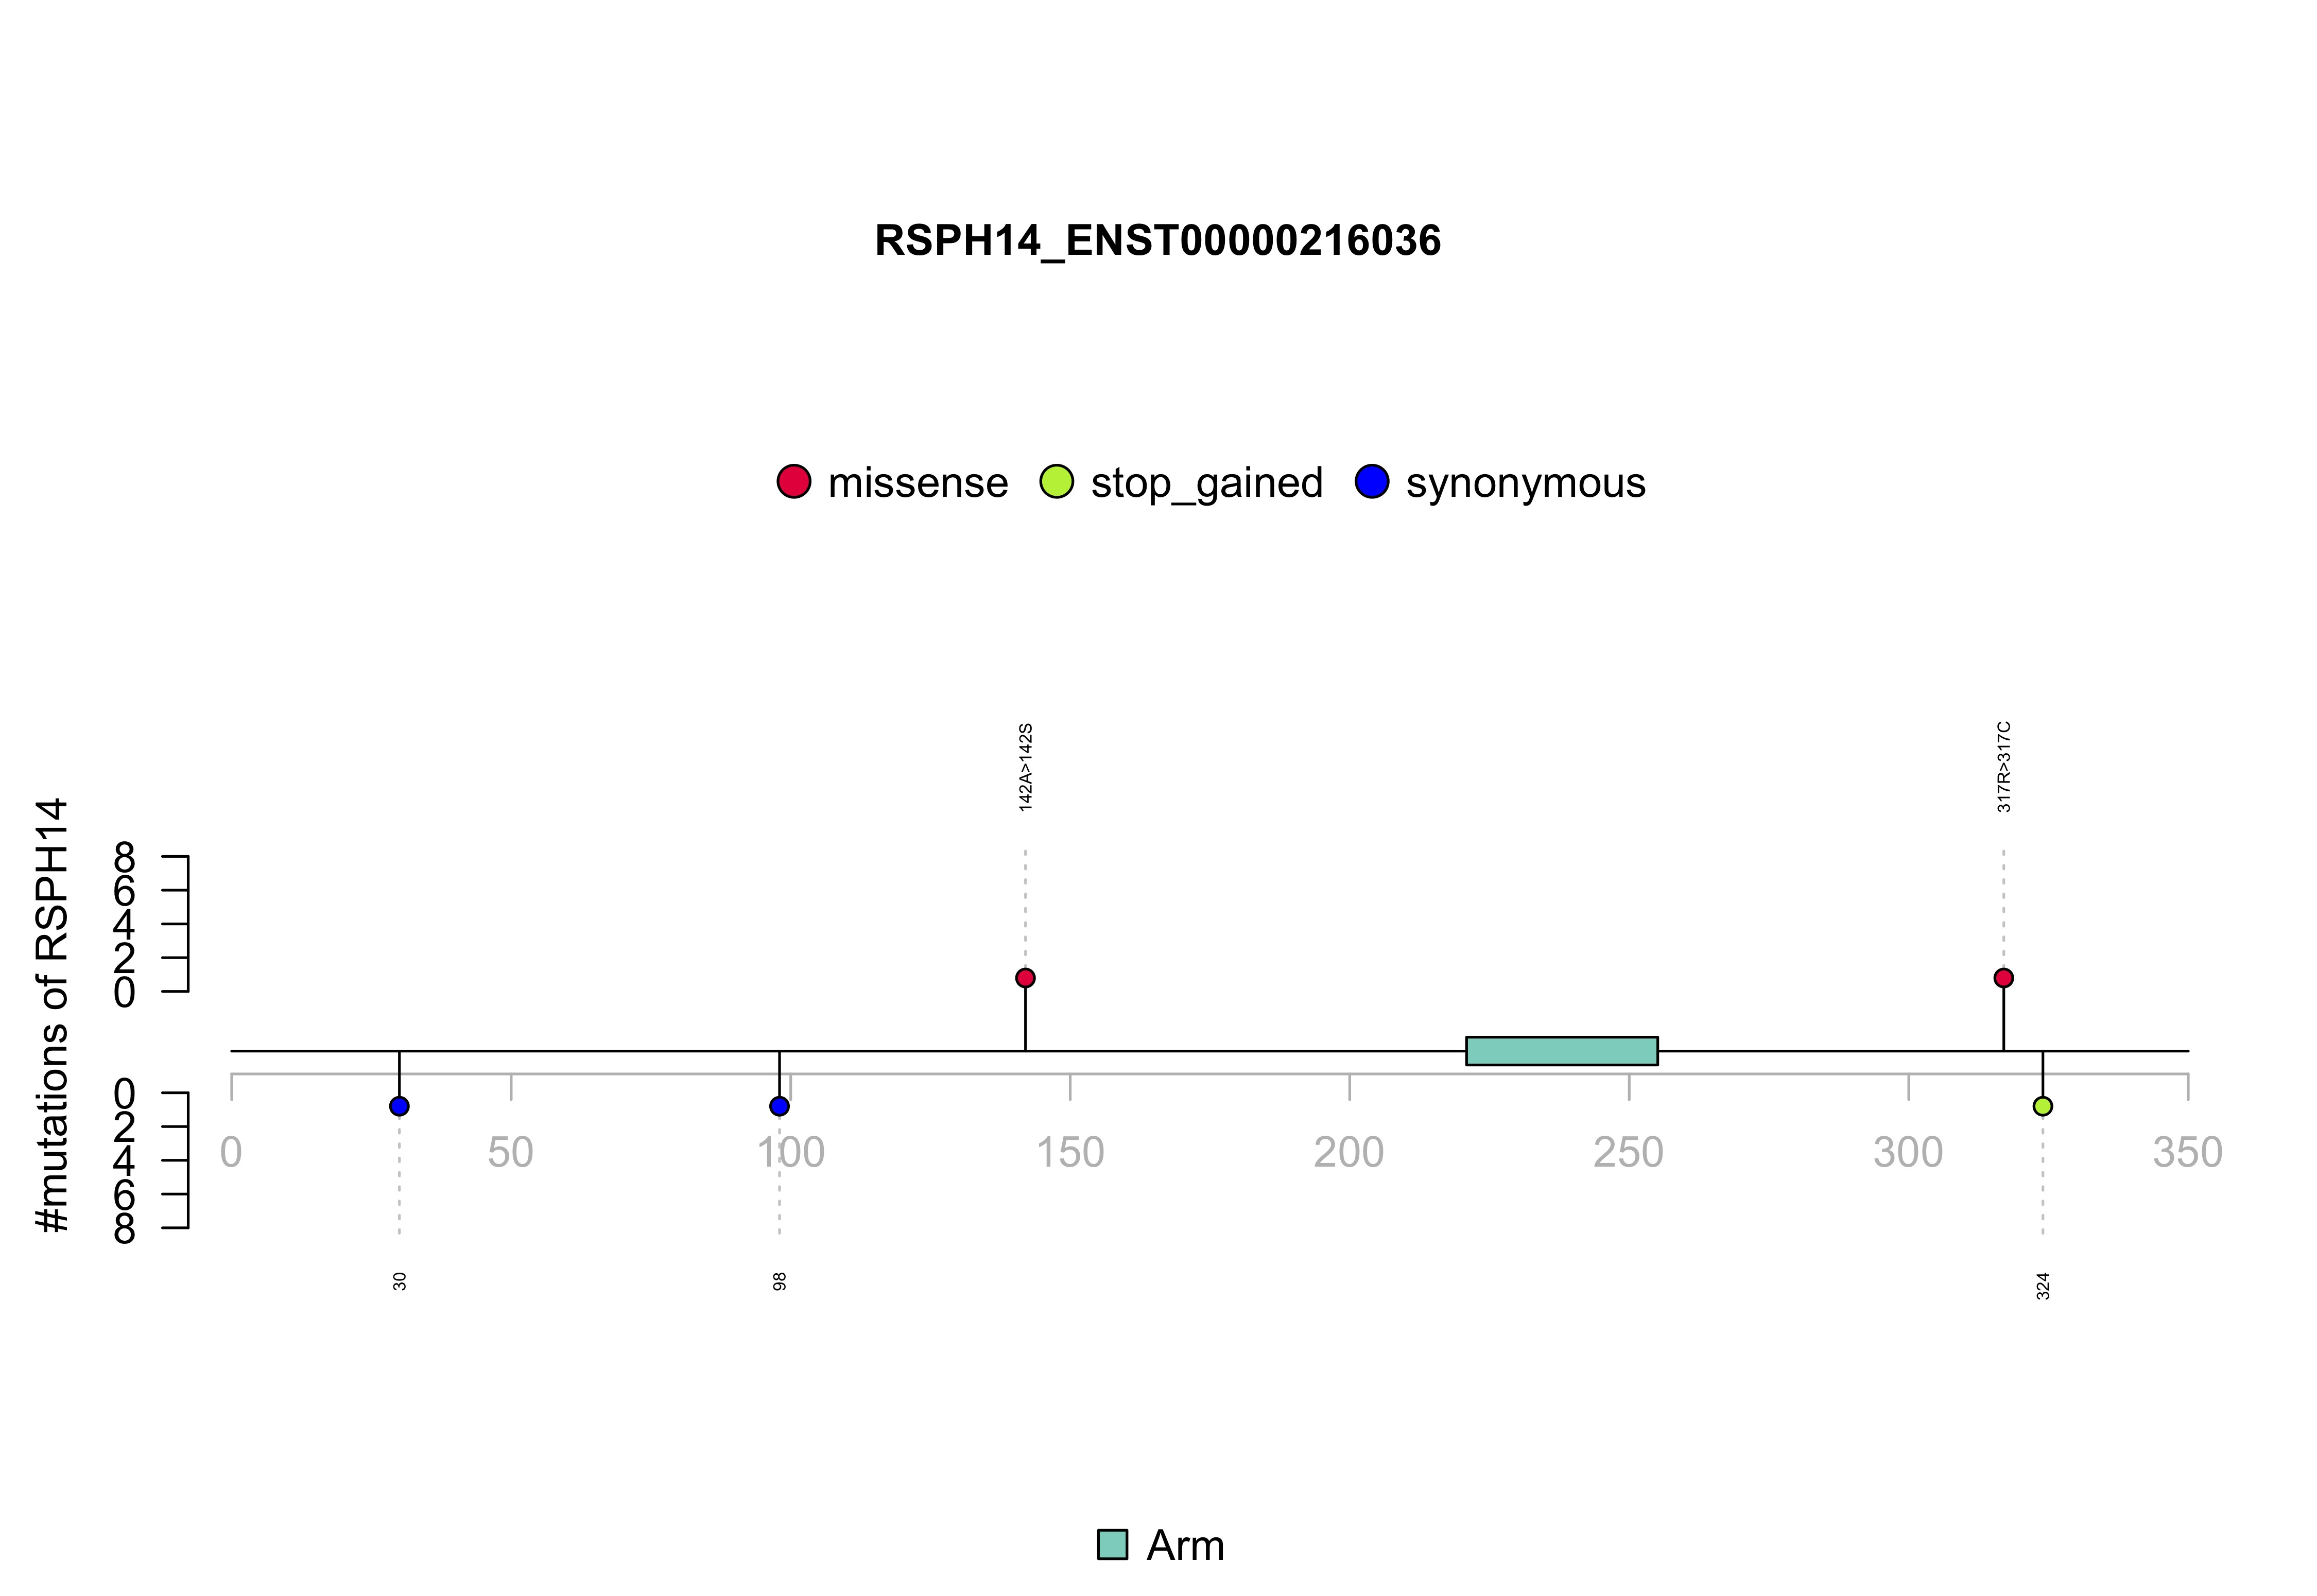 RSPH14_ENST00000216036
missense stop_gained synonymous
142A>142S 317R>317C
#mutations of RSPH14
8
6
4
2
0
0
2
4
6
8
0 50 100 150 200 250 300 350
30 98 324
Arm